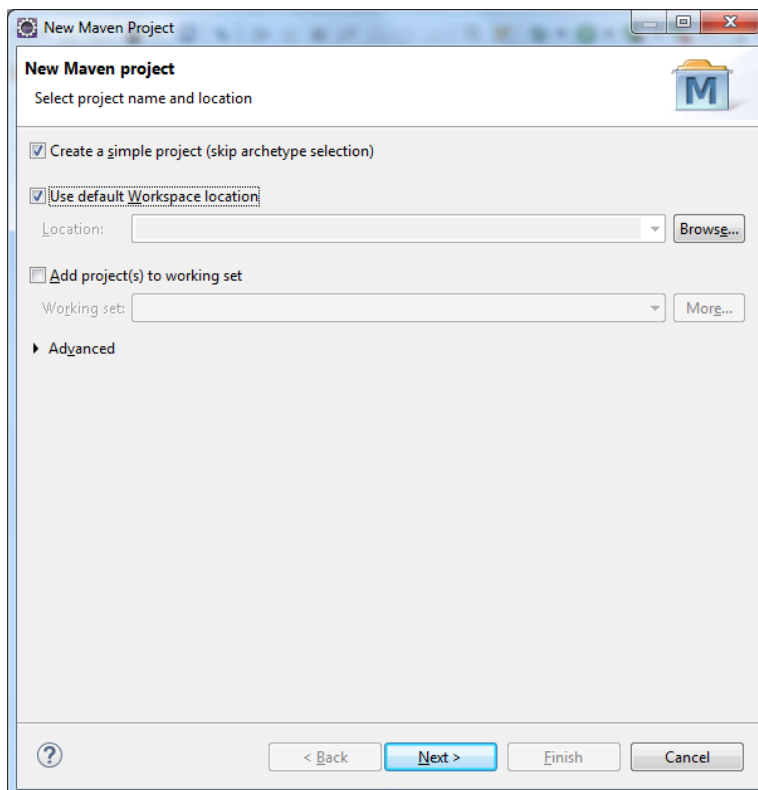 New Maven Project
New Maven project
Select project name and location
M
Create a simple project (skip archetype selection)
Use default Workspace location
Location:
Browse...
Add project(s) to working set
Working set:
More...
Advanced
?
< Back
Next >
Finish
Cancel